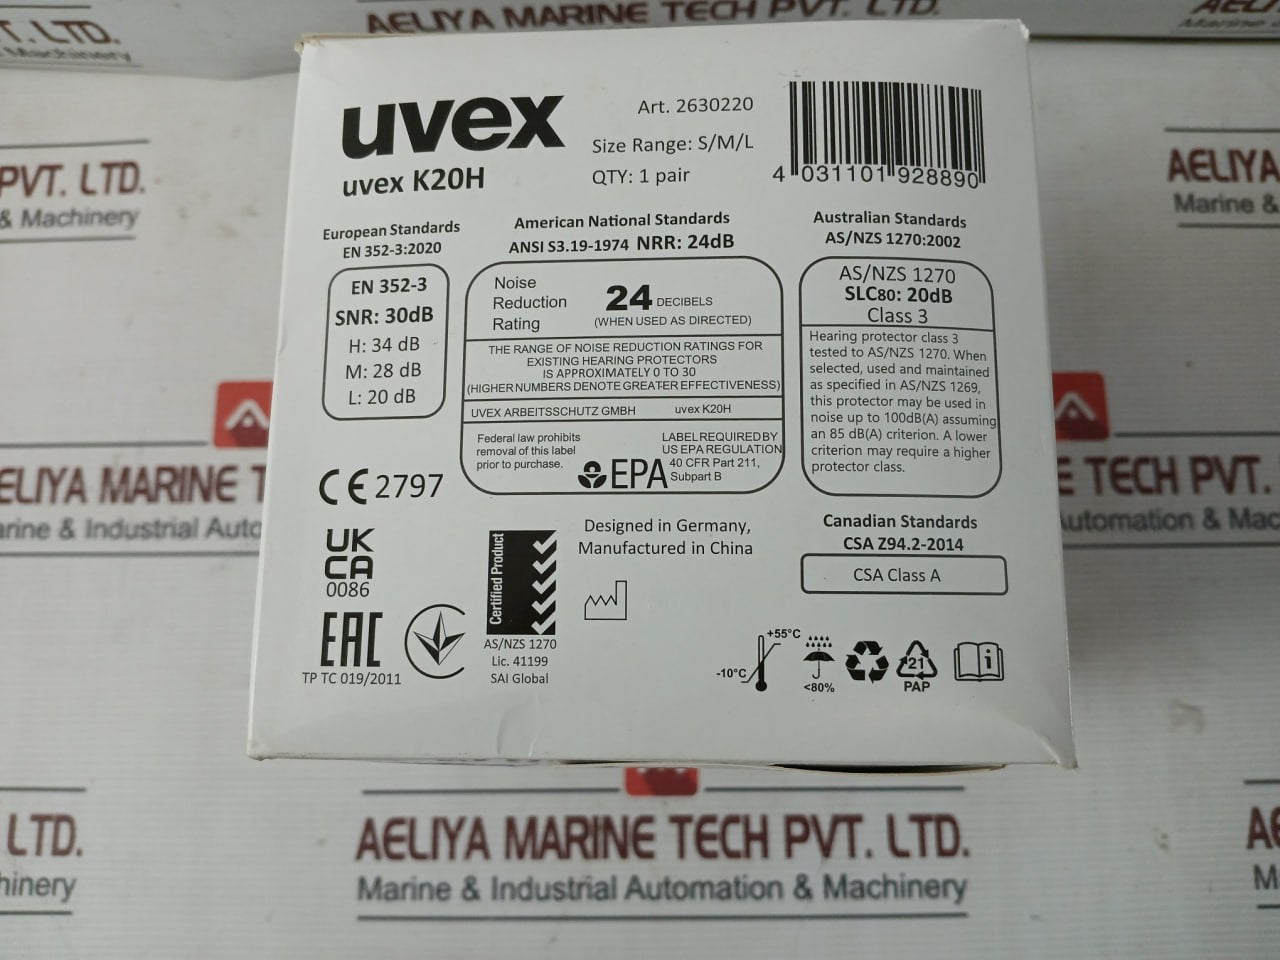 AELIYA MARINE TECH PVT. LTD.
T. LTD.
& Machinery
AELIYA
Marine &
uvex
uvex K20H
Art. 2630220
Size Range: S/M/L
QTY: 1 pair
4 031101 928890
PVT. LTD.
& Machinery
AELIYA
Marine &
European Standards
EN 352-3:2020
EN 352-3
SNR: 30dB
H: 34 dB
M: 28 dB
L: 20 dB
American National Standards
ANSI S3.19-1974 NRR: 24dB
Noise
Reduction
Rating
24 DECIBELS
(WHEN USED AS DIRECTED)
THE RANGE OF NOISE REDUCTION RATINGS FOR
EXISTING HEARING PROTECTORS
IS APPROXIMATELY 0 TO 30
(HIGHER NUMBERS DENOTE GREATER EFFECTIVENESS)
UVEX ARBEITSSCHUTZ GMBH uvex K20H
Federal law prohibits
removal of this label
prior to purchase.
EPA
LABEL REQUIRED BY
US EPA REGULATION
40 CFR Part 211,
Subpart B
Australian Standards
AS/NZS 1270:2002
AS/NZS 1270
SLC80: 20dB
Class 3
Hearing protector class 3
tested to AS/NZS 1270. When
selected, used and maintained
as specified in AS/NZS 1269,
this protector may be used in
noise up to 100dB(A) assuming
an 85 dB(A) criterion. A lower
criterion may require a higher
protector class.
CE 2797
UK
CA
0086
EAC
TP TC 019/2011
Certified Product
AS/NZS 1270
Lic. 41199
SAI Global
Designed in Germany,
Manufactured in China
Canadian Standards
CSA Z94.2-2014
CSA Class A
+55°C
-10°C
<80%
21
PAP
i
ELIYA MARINE T
arine & Industrial Auto
E TECH PVT.
Automation & Mac
LTD.
hinery
AELIYA MARINE TECH PVT. LTD.
Marine & Industrial Automation & Machinery